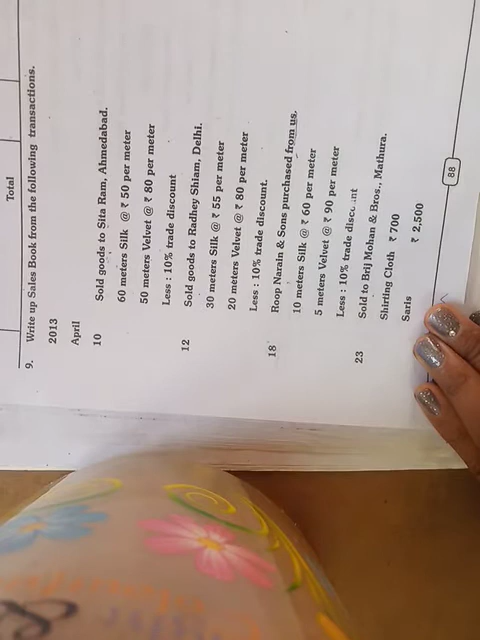 Total
9. Write up Sales Book from the following transactions.
2013
April
10 Sold goods to Sita Ram, Ahmedabad.
60 meters Silk @ ₹ 50 per meter
50 meters Velvet @ ₹ 80 per meter
Less : 10% trade discount
12 Sold goods to Radhey Shiam, Delhi.
30 meters Silk @ ₹ 55 per meter
20 meters Velvet @ ₹ 80 per meter
Less : 10% trade discount.
18 Roop Narain & Sons purchased from us.
10 meters Silk @ ₹ 60 per meter
5 meters Velvet @ ₹ 90 per meter
Less : 10% trade discount
23 Sold to Brij Mohan & Bros., Mathura.
Shirting Cloth ₹ 700
Saris ₹ 2,500
88